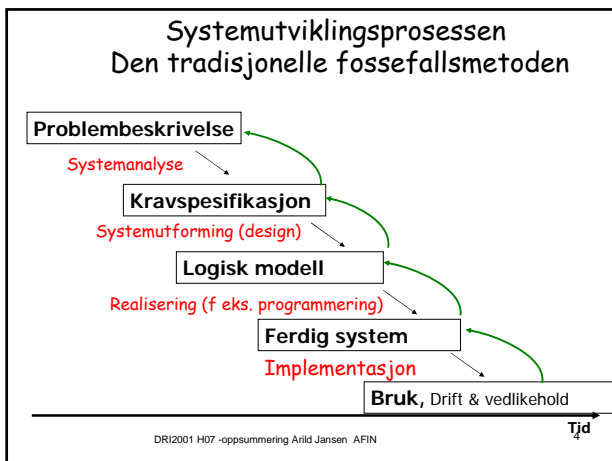 Systemutviklingsprosessen
Den tradisjonelle fossefallsmetoden
Problembeskrivelse
Systemanalyse
Kravspesifikasjon
Systemutforming (design)
Logisk modell
Realisering (f eks. programmering)
Ferdig system
Implementasjon
Bruk, Drift & vedlikehold
Tid
DRI2001 H07 -oppsummering Arild Jansen AFIN
4